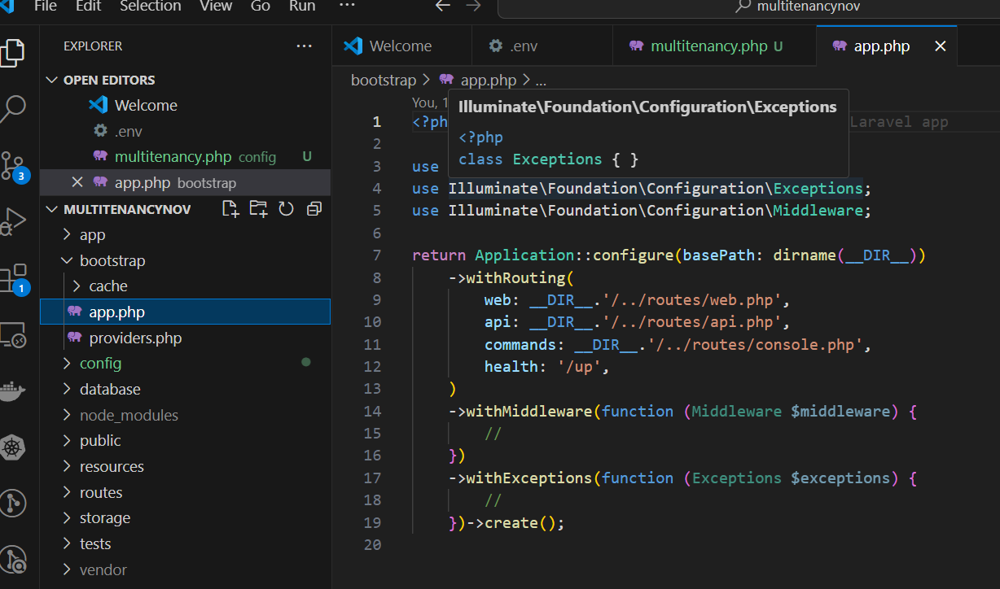 File Edit Selection View Go Run ...
multitenancynov
EXPLORER ...
OPEN EDITORS
Welcome
.env
multitenancy.php config U
app.php bootstrap
MULTITENANCYNOV
app
bootstrap
cache
app.php
providers.php
config
database
node_modules
public
resources
routes
storage
tests
vendor
3
1
Welcome
.env
multitenancy.php U
app.php
bootstrap > app.php > ...
You, 1
Illuminate\Foundation\Configuration\Exceptions
<?php
class Exceptions { }
1 <?ph Laravel app
2
3 use
4 use Illuminate\Foundation\Configuration\Exceptions;
5 use Illuminate\Foundation\Configuration\Middleware;
6
7 return Application::configure(basePath: dirname(__DIR__))
8 ->withRouting(
9 web: __DIR__.'/../routes/web.php',
10 api: __DIR__.'/../routes/api.php',
11 commands: __DIR__.'/../routes/console.php',
12 health: '/up',
13 )
14 ->withMiddleware(function (Middleware $middleware) {
15 //
16 })
17 ->withExceptions(function (Exceptions $exceptions) {
18 //
19 })->create();
20